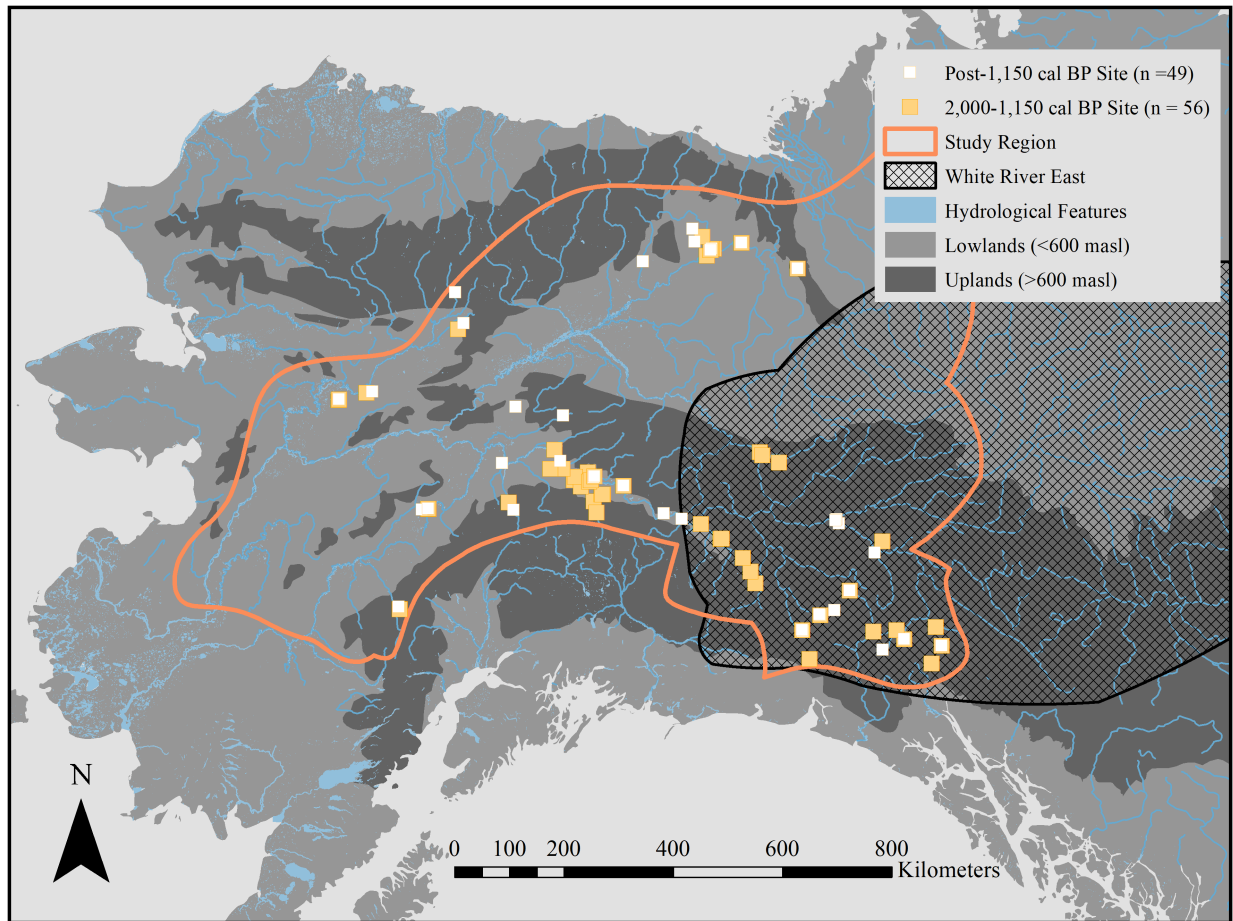 Post-1,150 cal BP Site (n =49)
2,000-1,150 cal BP Site (n = 56)
Study Region
White River East
Hydrological Features
Lowlands (<600 masl)
Uplands (>600 masl)
N
0 100 200 400 600 800
Kilometers